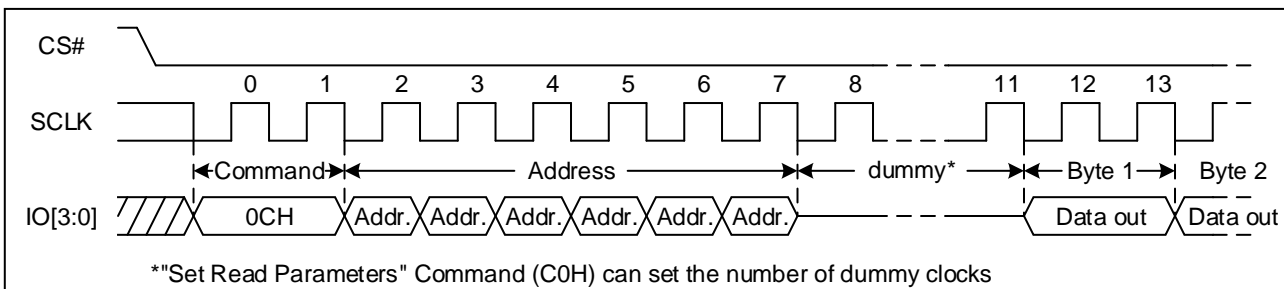 CS#
0 1 2 3 4 5 6 7 8 11 12 13
SCLK
Command Address dummy* Byte 1 Byte 2
IO[3:0] 0CH Addr. Addr. Addr. Addr. Addr. Addr. Data out Data out
*"Set Read Parameters" Command (C0H) can set the number of dummy clocks